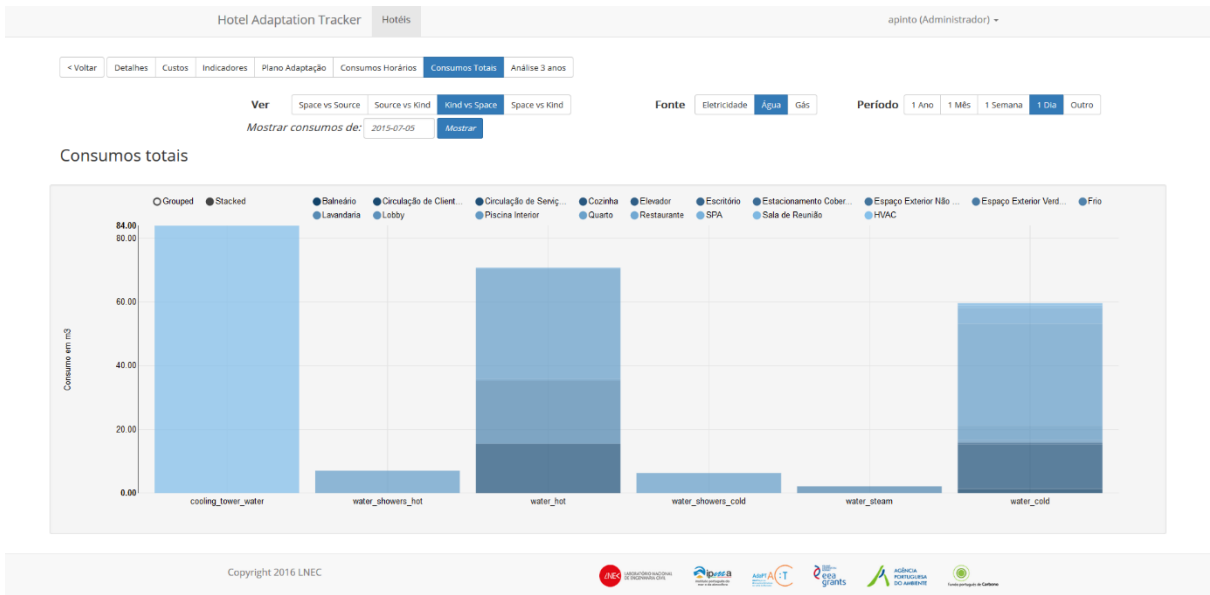 Hotel Adaptation Tracker Hotéis apinto (Administrador)
< Voltar Detalhes Custos Indicadores Plano Adaptação Consumos Horários Consumos Totais Análise 3 anos
Ver Space vs Source Source vs Kind Kind vs Space Space vs Kind Fonte Eletricidade Água Gás Período 1 Ano 1 Mês 1 Semana 1 Dia Outro
Mostrar consumos de: 2015-07-05 Mostrar
Consumos totais
Grouped Stacked Balneário Circulação de Client... Circulação de Serviç... Cozinha Elevador Escritório Estacionamento Cober... Espaço Exterior Não ... Espaço Exterior Verd... Frio
Lavandaria Lobby Piscina Interior Quarto Restaurante SPA Sala de Reunião HVAC
84.00
80.00
60.00
Consumo em m3
40.00
20.00
0.00
cooling_tower_water water_showers_hot water_hot water_showers_cold water_steam water_cold
Copyright 2016 LNEC
LNEC LABORATÓRIO NACIONAL DE ENGENHARIA CIVIL
eea grants
AGÊNCIA PORTUGUESA DO AMBIENTE